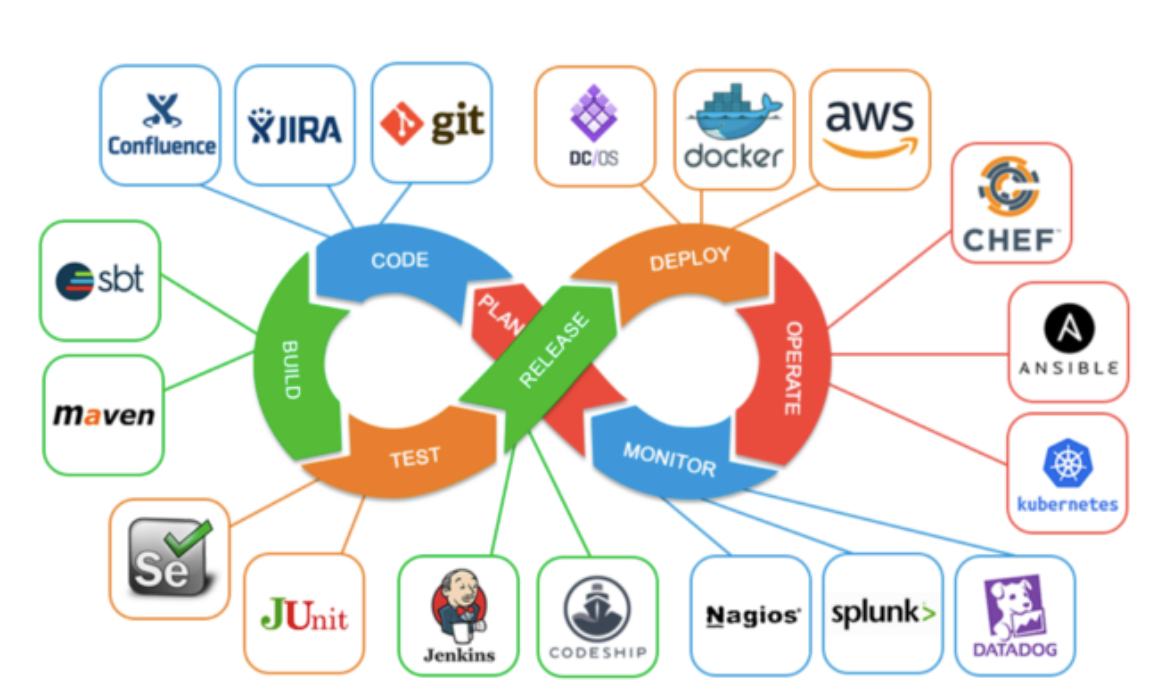 Confluence
JIRA
git
DC/OS
docker
aws
CHEF
sbt
CODE
DEPLOY
PLAN
RELEASE
BUILD
OPERATE
ANSIBLE
maven
TEST
MONITOR
kubernetes
Se
JUnit
Jenkins
CODESHIP
Nagios®
splunk>
DATADOG